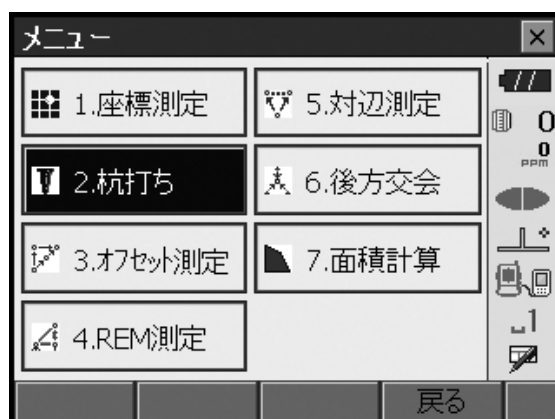 メニュー
1.座標測定
2.杭打ち
3.オフセット測定
4.REM測定
5.対辺測定
6.後方交会
7.面積計算
0
0
PPM
1
戻る